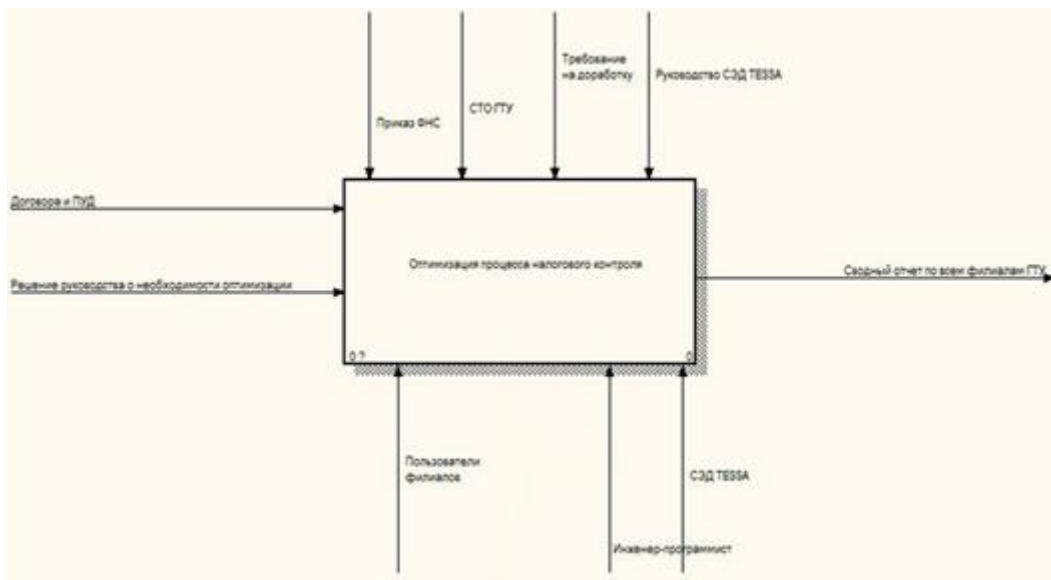 Требование
на доработку
Руководство СЭД TESSA
СТО ГТУ
Приказ ФНС
Договора и ПУД
Оптимизация процесса налогового контроля
Сводный отчет по всем филиалам ГТУ
Решение руководства о необходимости оптимизации
0 ?
0
Пользователи
филиалов
СЭД TESSA
Инженер-программист